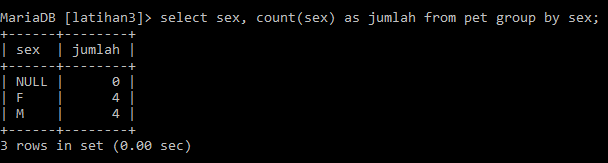 MariaDB [latihan3]> select sex, count(sex) as jumlah from pet group by sex;
+------+--------+
| sex  | jumlah |
+------+--------+
| NULL |      0 |
| F    |      4 |
| M    |      4 |
+------+--------+
3 rows in set (0.00 sec)